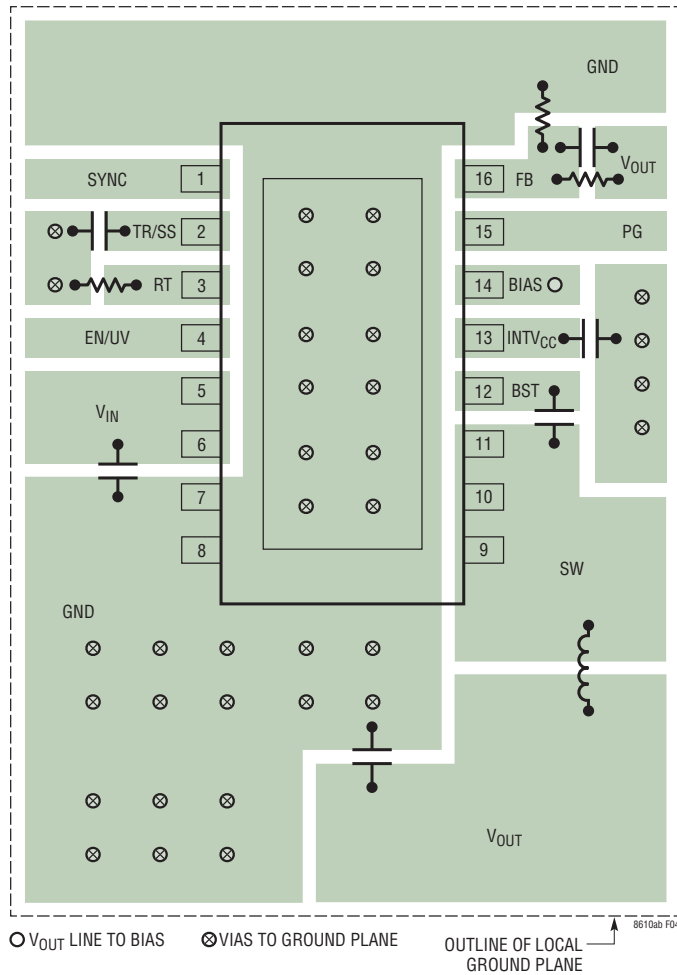 GND
V_OUT
SYNC 1 16 FB
TR/SS 2 15 PG
RT 3 14 BIAS
EN/UV 4 13 INTV_CC
5 12 BST
V_IN
6 11
7 10
8 9
SW
GND
V_OUT
8610ab F04
V_OUT LINE TO BIAS VIAS TO GROUND PLANE OUTLINE OF LOCAL
GROUND PLANE